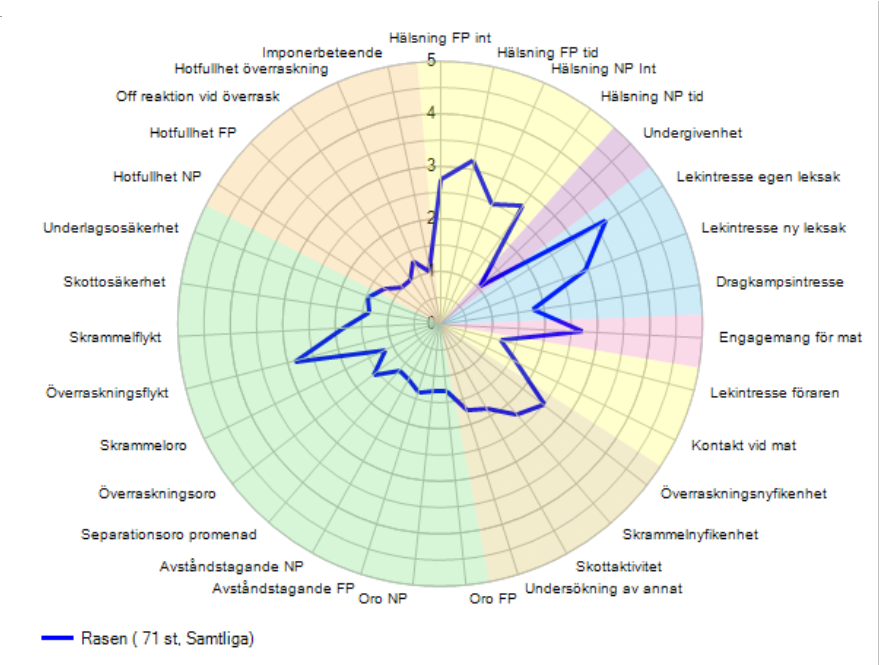 Hälsning FP int
Hälsning FP tid
Hälsning NP Int
Hälsning NP tid
Undergivenhet
Lekintresse egen leksak
Lekintresse ny leksak
Dragkampsintresse
Engagemang för mat
Lekintresse föraren
Kontakt vid mat
Överraskningsnyfikenhet
Skrammelnyfikenhet
Skottaktivitet
Undersökning av annat
Oro FP
Oro NP
Avståndstagande FP
Avståndstagande NP
Separationsoro promenad
Överraskningsoro
Skrammeloro
Överraskningsflykt
Skrammelflykt
Skottosäkerhet
Underlagsosäkerhet
Hotfullhet NP
Hotfullhet FP
Off reaktion vid överrask
Hotfullhet överraskning
Imponerbeteende
5
4
3
2
0
Rasen ( 71 st, Samtliga)